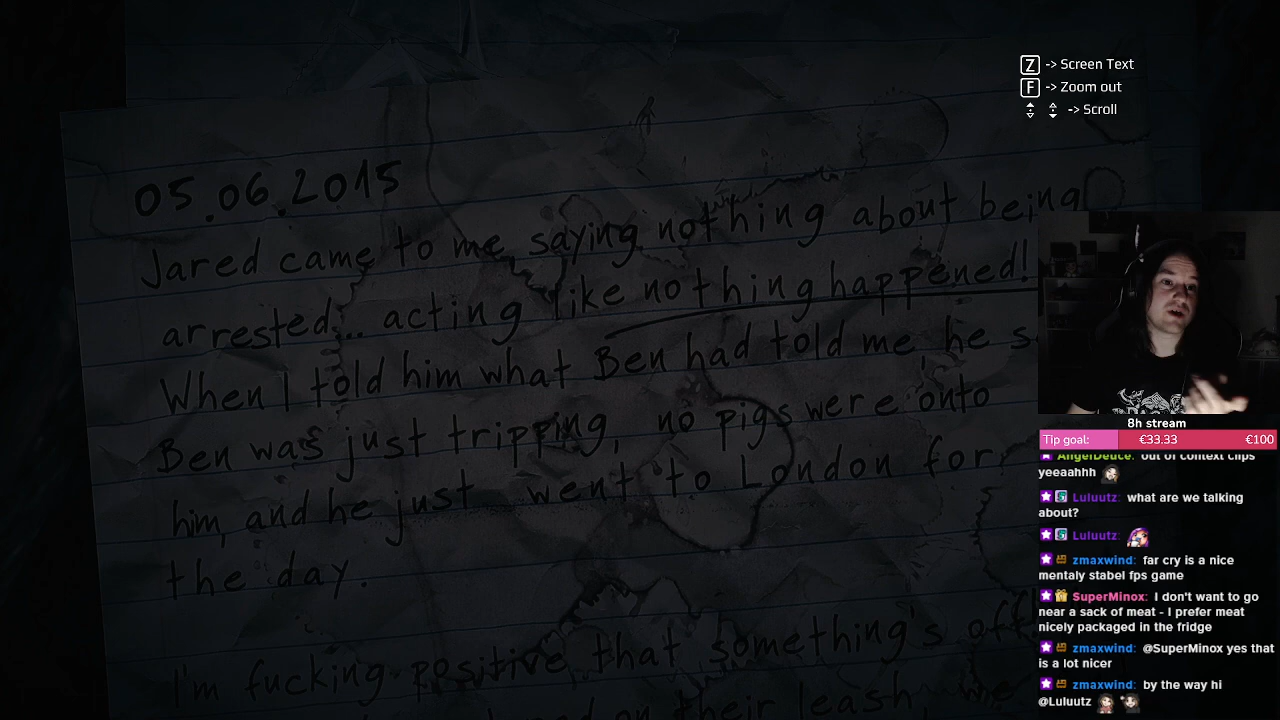 Z -> Screen Text
F -> Zoom out
-> Scroll
05.06.2015
Jared came to me, saying nothing about being
arrested... acting like nothing happened!
When I told him what Ben had told me, he s
Ben was just tripping, no pigs were onto
him, and he just went to London for
the day.
I'm fucking positive that something's off
on their leash, we
8h stream
Tip goal: €33.33 €100
AngelDeuce: out of context clips
yeeaahhh
Luluutz: what are we talking
about?
Luluutz:
zmaxwind: far cry is a nice
mentaly stabel fps game
SuperMinox: I don't want to go
near a sack of meat - I prefer meat
nicely packaged in the fridge
zmaxwind: @SuperMinox yes that
is a lot nicer
zmaxwind: by the way hi
@Luluutz